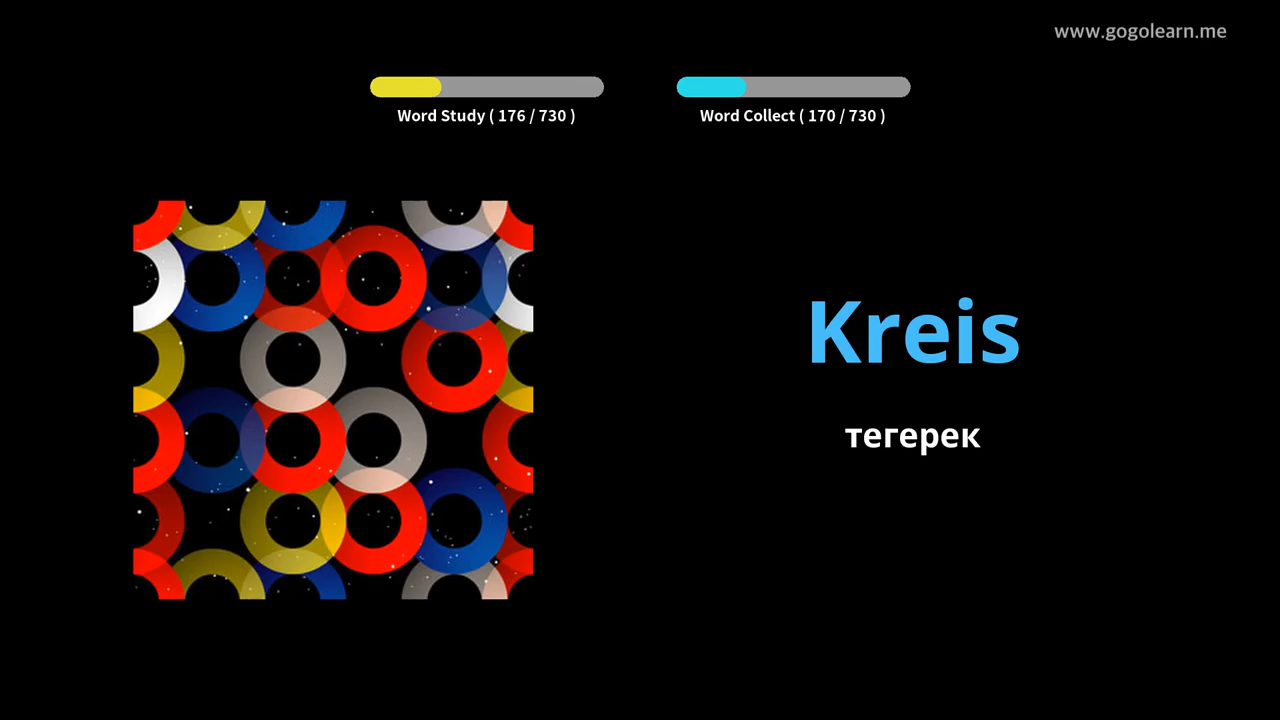 www.gogolearn.me
Word Study ( 176 / 730 )
Word Collect ( 170 / 730 )
Kreis
тегерек